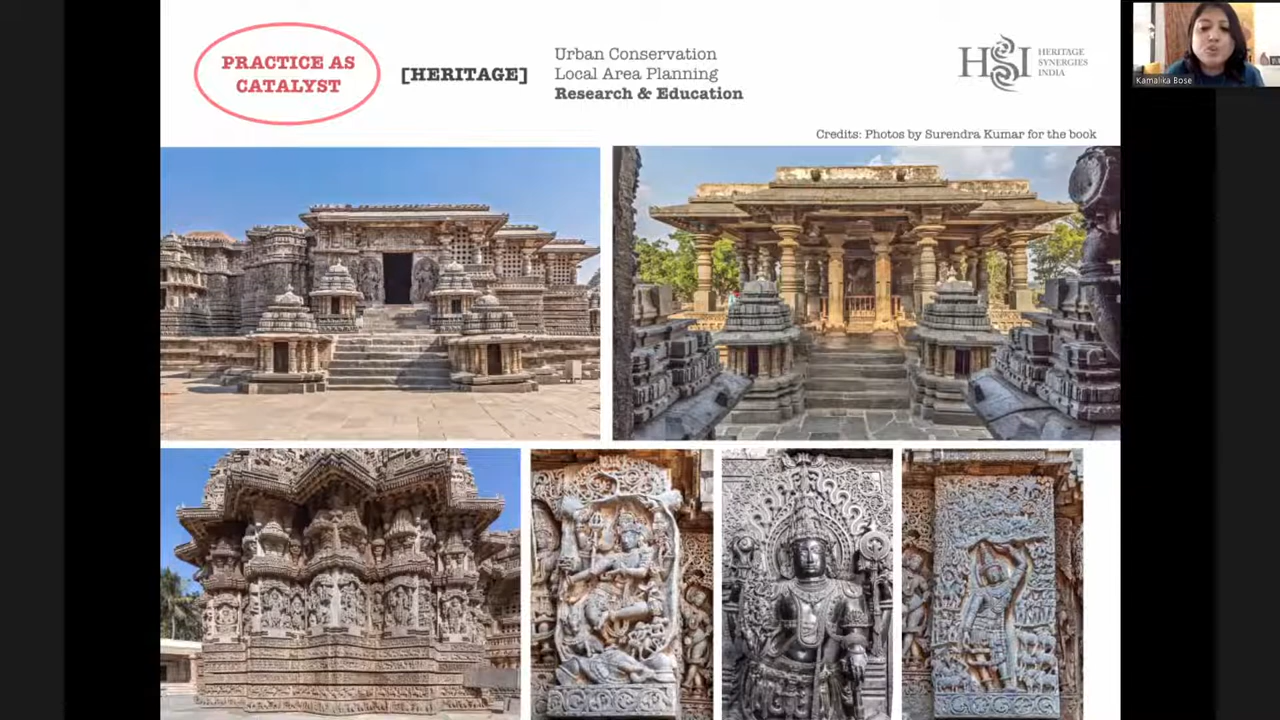 PRACTICE AS
CATALYST
[HERITAGE]
Urban Conservation
Local Area Planning
Research & Education
HSI
HERITAGE
SYNERGIES
INDIA
Kamalika Bose
Credits: Photos by Surendra Kumar for the book